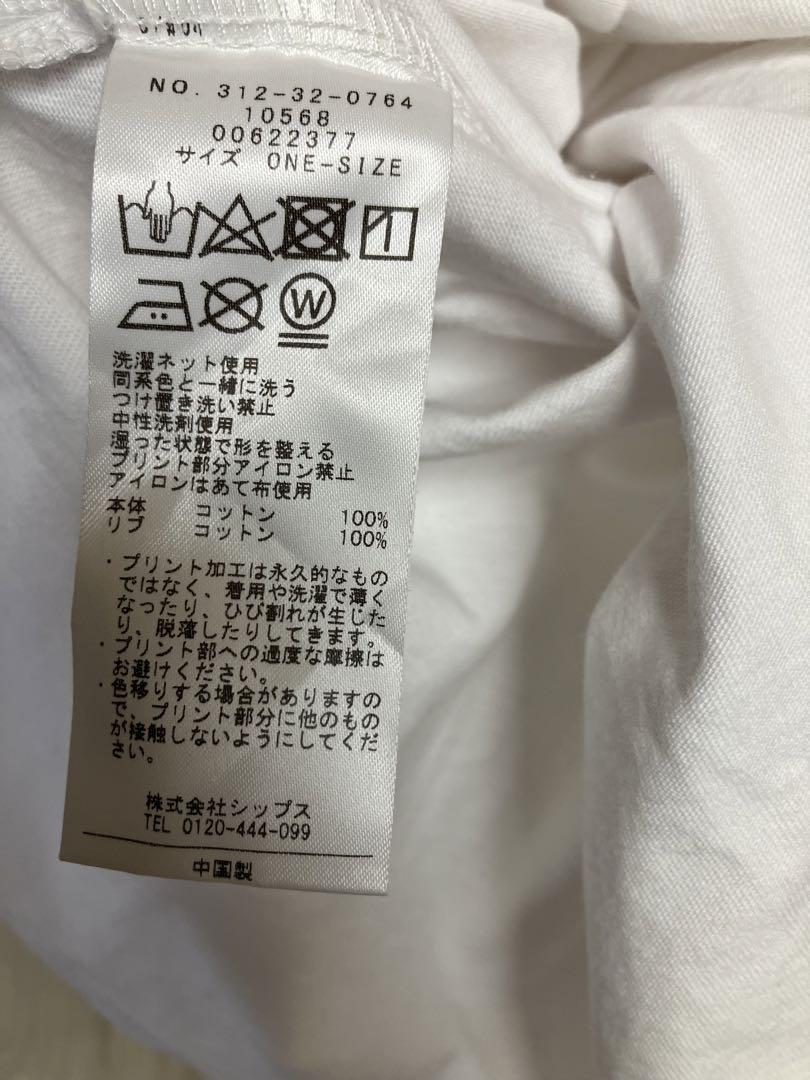 NO. 312-32-0764
10568
00622377
サイズ ONE-SIZE
W
洗濯ネット使用
同系色と一緒に洗う
つけ置き洗い禁止
中性洗剤使用
湿った状態で形を整える
プリント部分アイロン禁止
アイロンはあて布使用
本体 コットン 100%
リブ コットン 100%
・プリント加工は永久的なもの
ではなく、着用や洗濯で薄く
なったり、ひび割れが生じた
り、脱落したりしてきます。
・プリント部への過度な摩擦は
お避けください。
・色移りする場合がありますの
で、プリント部分に他のもの
が接触しないようにしてくだ
さい。
株式会社シップス
TEL 0120-444-099
中国製